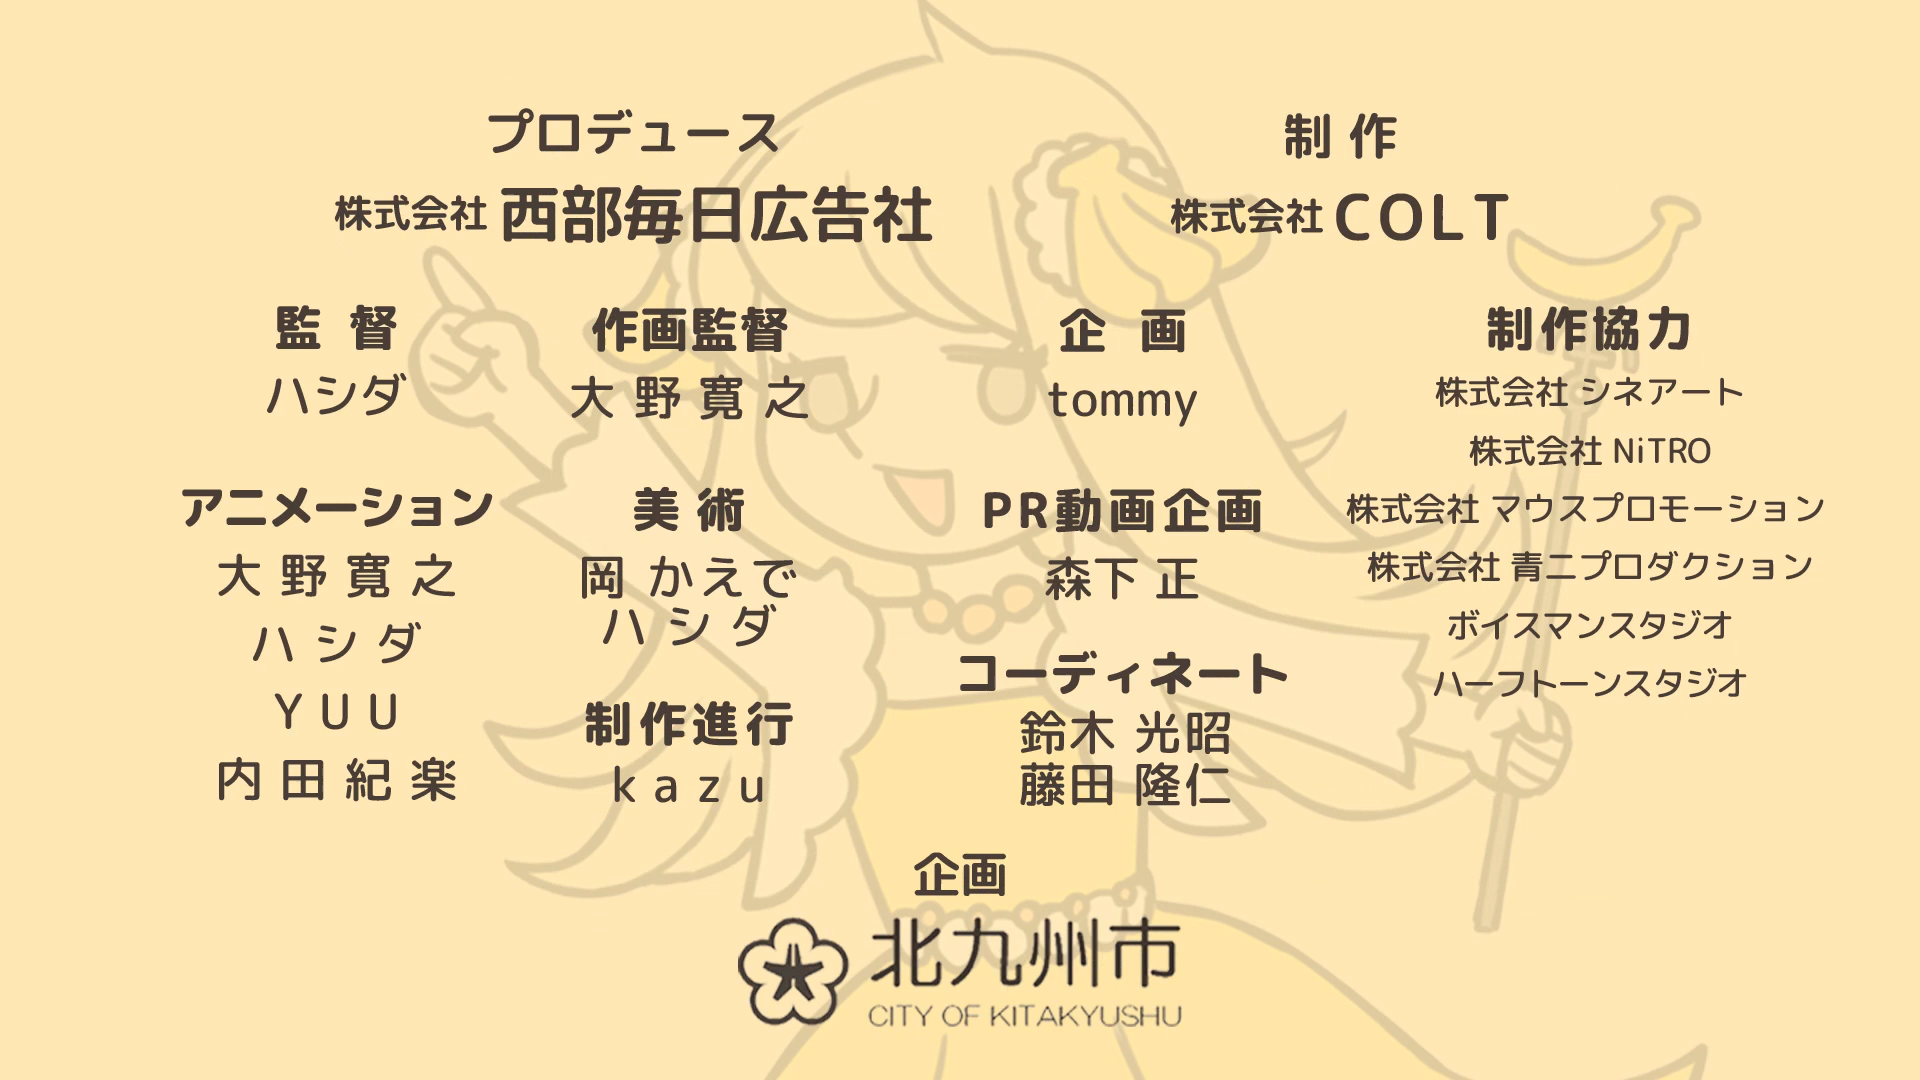 プロデュース
株式会社 西部毎日広告社
制作
株式会社 COLT
監督
ハシダ
作画監督
大野寛之
企画
tommy
制作協力
株式会社 シネアート
株式会社 NiTRO
株式会社 マウスプロモーション
株式会社 青二プロダクション
ボイスマンスタジオ
ハーフトーンスタジオ
アニメーション
大野寛之
ハシダ
YUU
内田紀楽
美術
岡 かえで
ハシダ
制作進行
kazu
PR動画企画
森下 正
コーディネート
鈴木 光昭
藤田 隆仁
企画
北九州市
CITY OF KITAKYUSHU